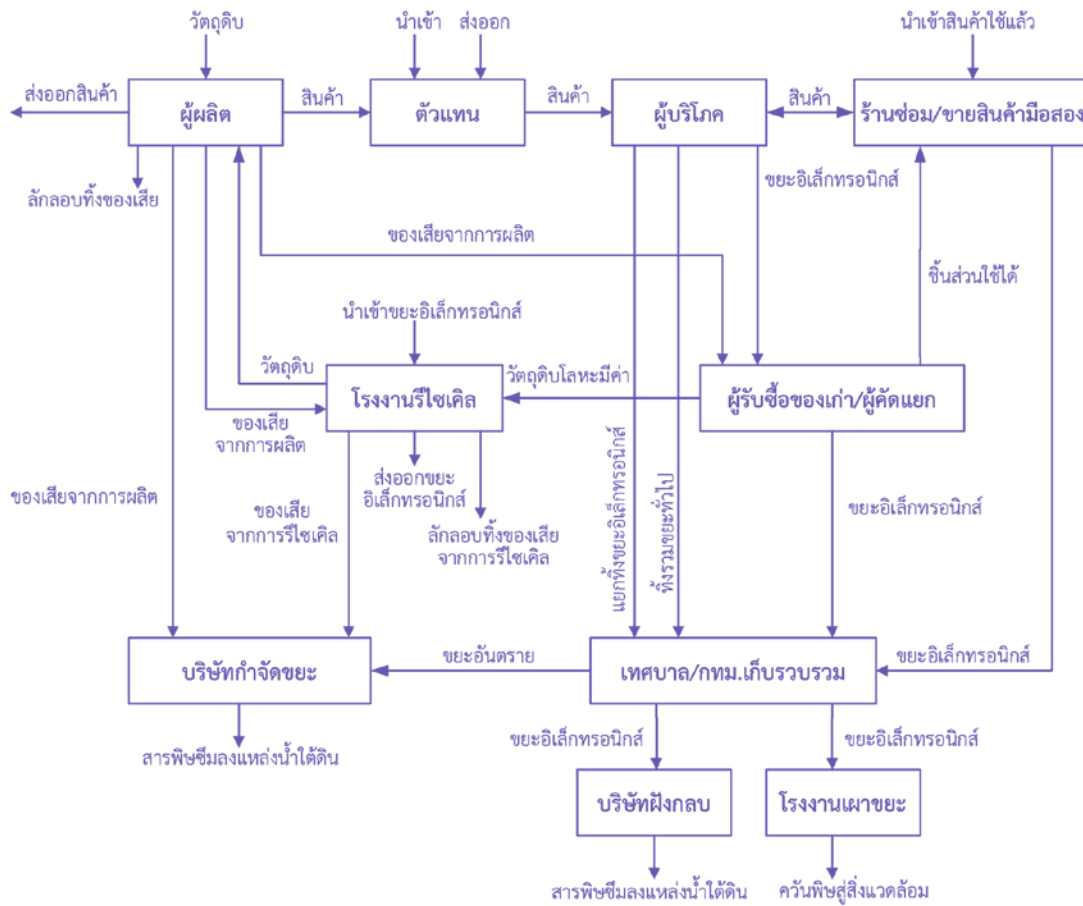 วัตถุดิบ
นำเข้า
ส่งออก
นำเข้าสินค้าใช้แล้ว
ส่งออกสินค้า
ผู้ผลิต
สินค้า
ตัวแทน
สินค้า
ผู้บริโภค
สินค้า
ร้านซ่อม/ขายสินค้ามือสอง
ลักลอบทิ้งของเสีย
ขยะอิเล็กทรอนิกส์
ของเสียจากการผลิต
ชิ้นส่วนใช้ได้
นำเข้าขยะอิเล็กทรอนิกส์
วัตถุดิบ
โรงงานรีไซเคิล
วัตถุดิบโลหะมีค่า
ผู้รับซื้อของเก่า/ผู้คัดแยก
ของเสีย
จากการผลิต
ส่งออกขยะ
อิเล็กทรอนิกส์
ของเสียจากการผลิต
ของเสีย
จากการรีไซเคิล
ลักลอบทิ้งของเสีย
จากการรีไซเคิล
แยกทิ้งขยะอิเล็กทรอนิกส์
ทิ้งรวมขยะทั่วไป
ขยะอิเล็กทรอนิกส์
บริษัทกำจัดขยะ
ขยะอันตราย
เทศบาล/กทม.เก็บรวบรวม
ขยะอิเล็กทรอนิกส์
สารพิษซึมลงแหล่งน้ำใต้ดิน
ขยะอิเล็กทรอนิกส์
ขยะอิเล็กทรอนิกส์
บริษัทฝังกลบ
โรงงานเผาขยะ
สารพิษซึมลงแหล่งน้ำใต้ดิน
ควันพิษสู่สิ่งแวดล้อม